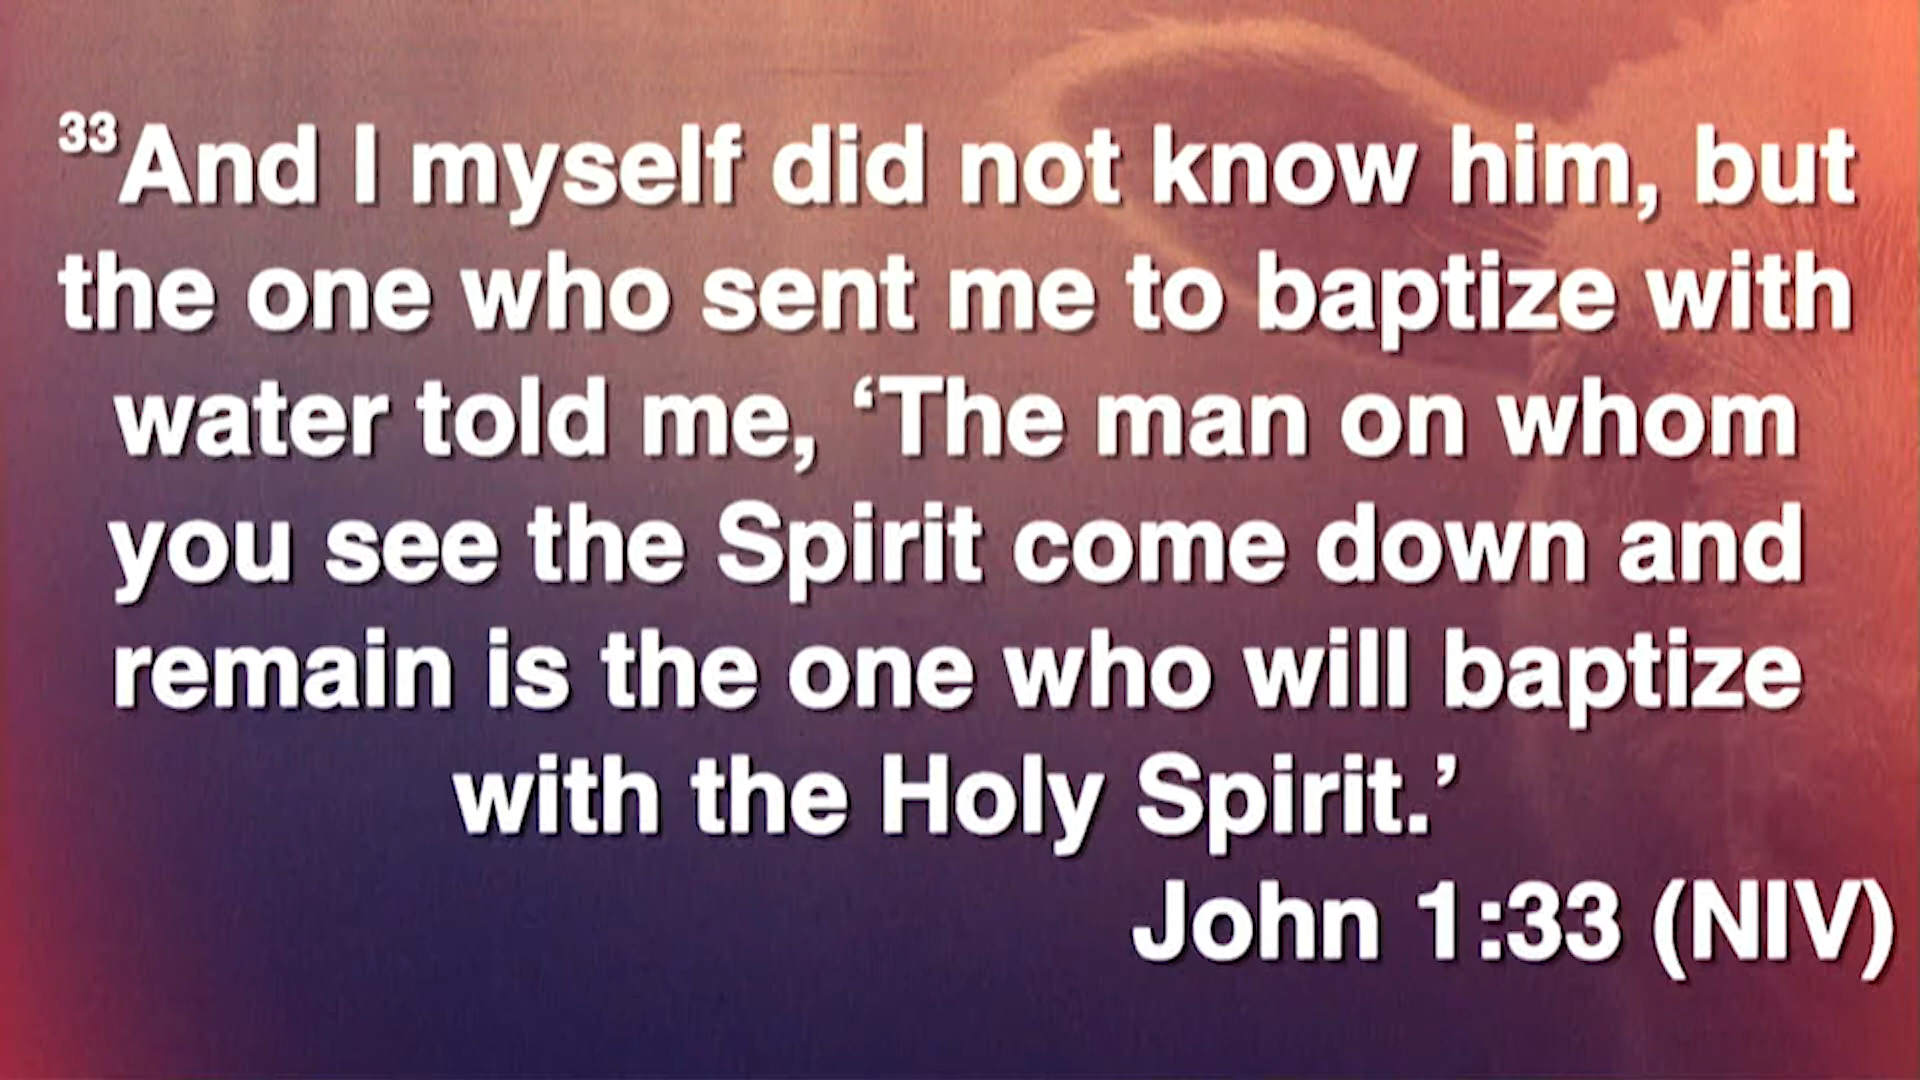 33And I myself did not know him, but
the one who sent me to baptize with
water told me, ‘The man on whom
you see the Spirit come down and
remain is the one who will baptize
with the Holy Spirit.’
John 1:33 (NIV)